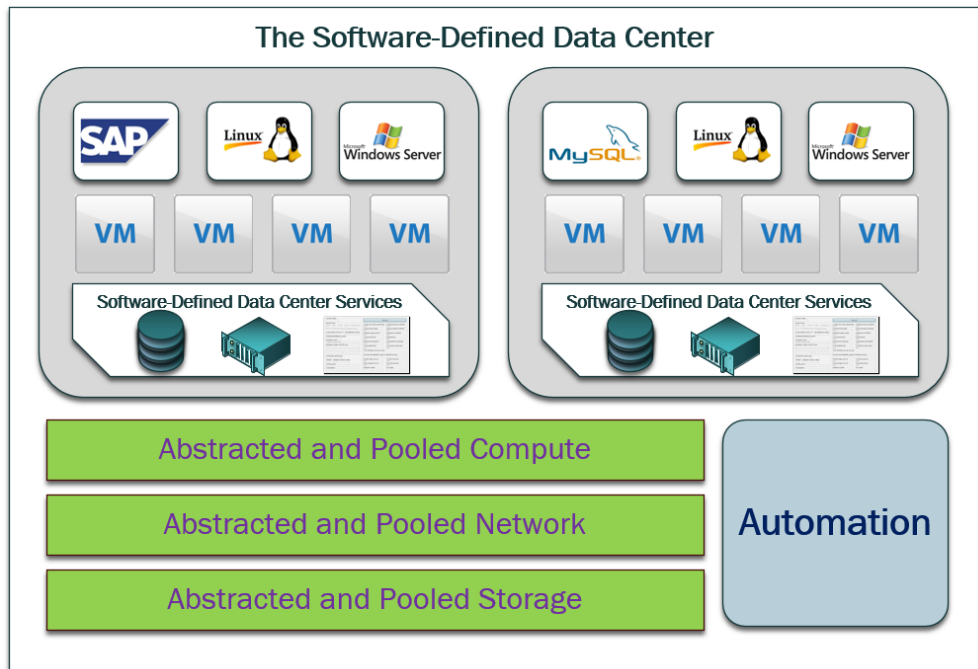 The Software-Defined Data Center
SAP
Linux
Microsoft
Windows Server
VM VM VM VM
Software-Defined Data Center Services
MySQL®
Linux
Microsoft
Windows Server
VM VM VM VM
Software-Defined Data Center Services
Abstracted and Pooled Compute
Abstracted and Pooled Network
Abstracted and Pooled Storage
Automation